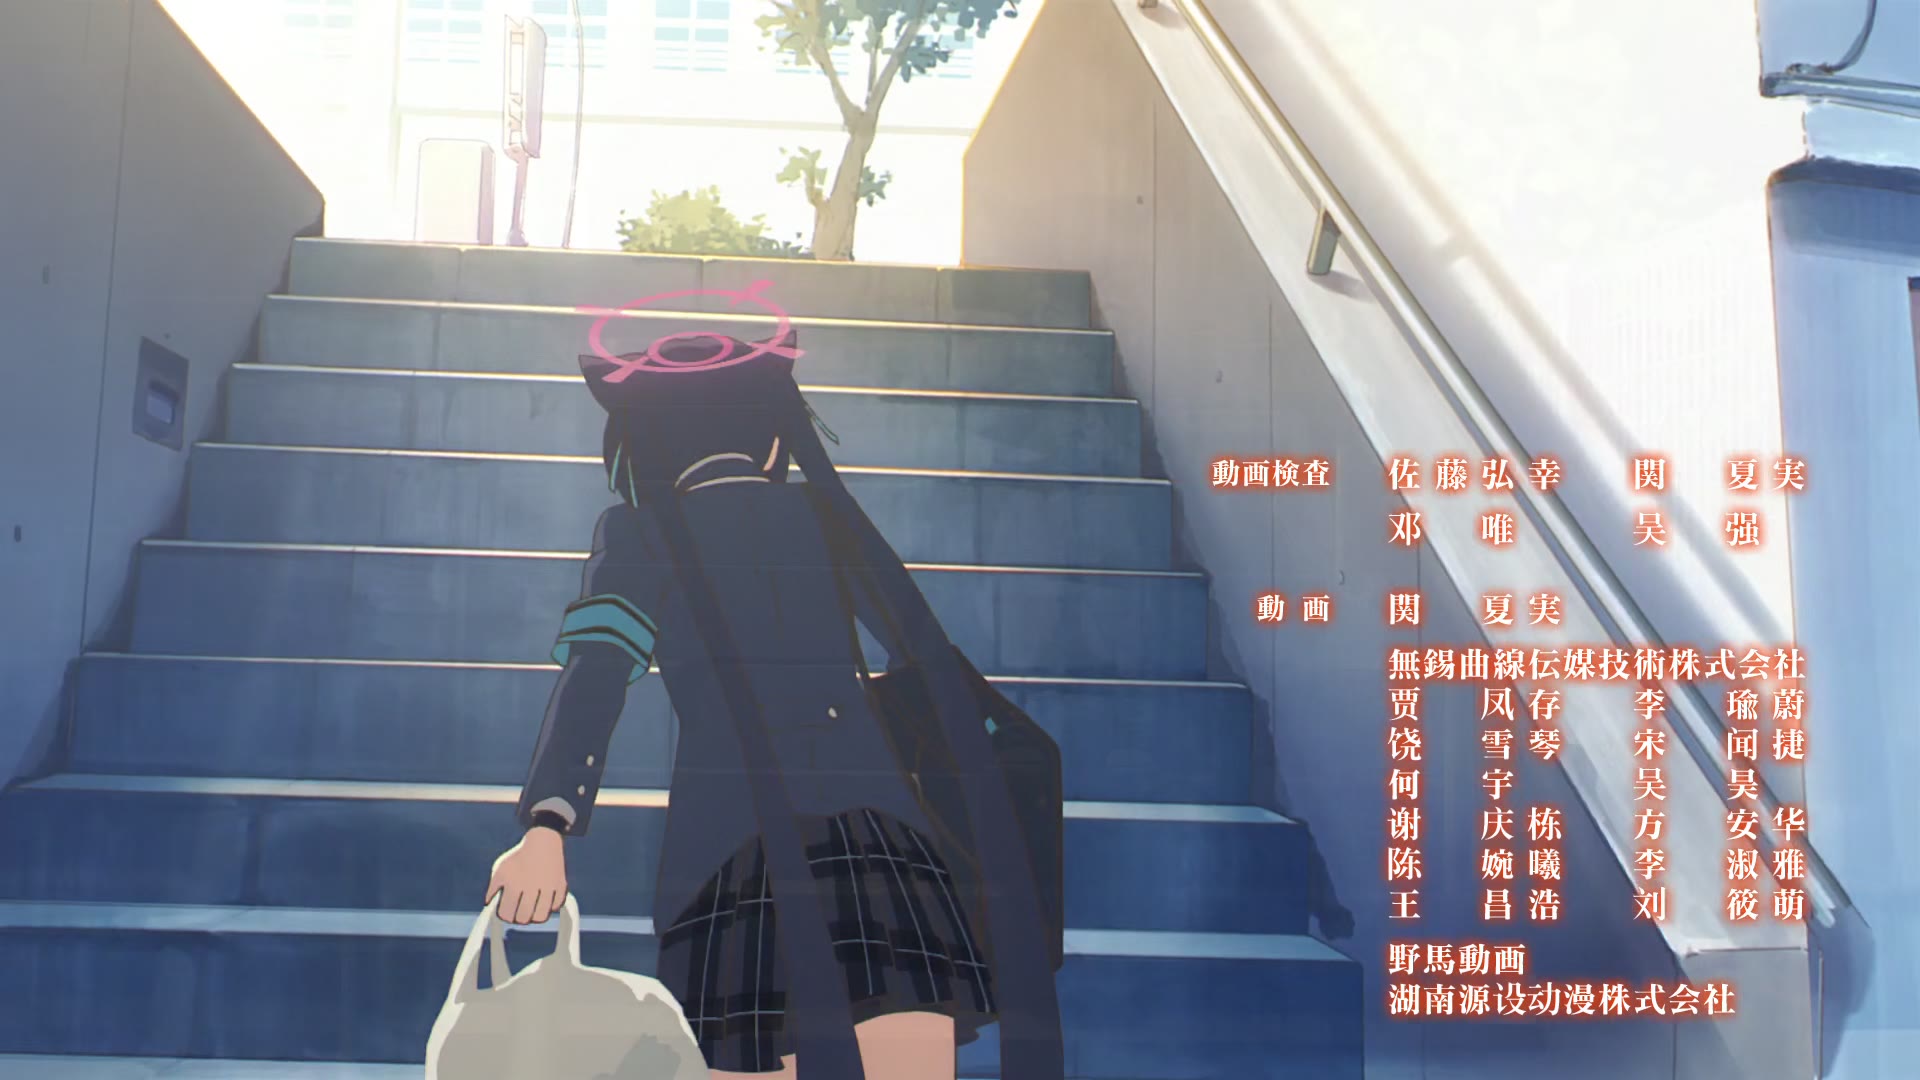 動画検査 佐藤弘幸 関 夏実
邓 唯 吴 强
動画 関 夏実
無錫曲線伝媒技術株式会社
贾 凤存 李 瑜蔚
饶 雪琴 宋 闻捷
何 宇 吴 昊
谢 庆栋 方 安华
陈 婉曦 李 淑雅
王 昌浩 刘 筱萌
野馬動画
湖南源设动漫株式会社